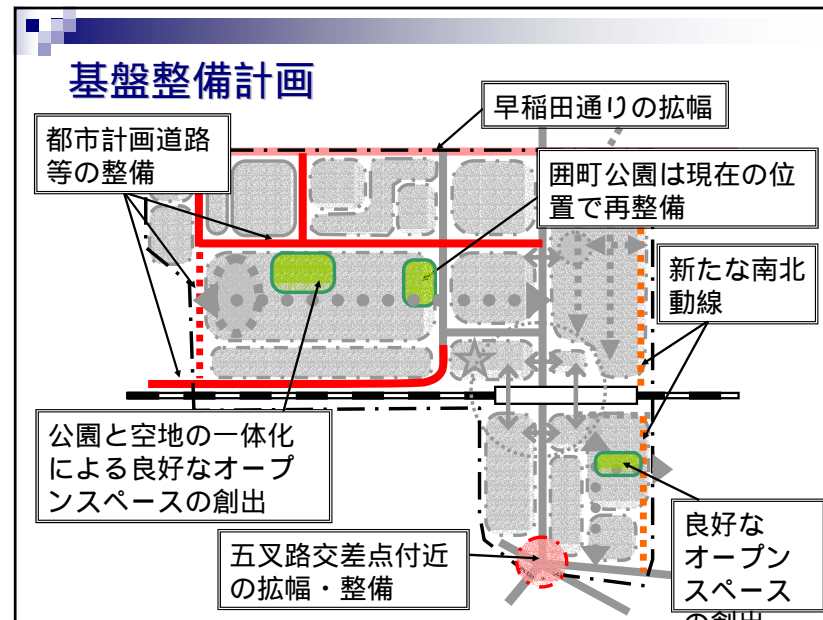 基盤整備計画
早稲田通りの拡幅
都市計画道路
等の整備
囲町公園は現在の位
置で再整備
新たな南北
動線
公園と空地の一体化
による良好なオープ
ンスペースの創出
五叉路交差点付近
の拡幅・整備
良好な
オープン
スペース
の創出